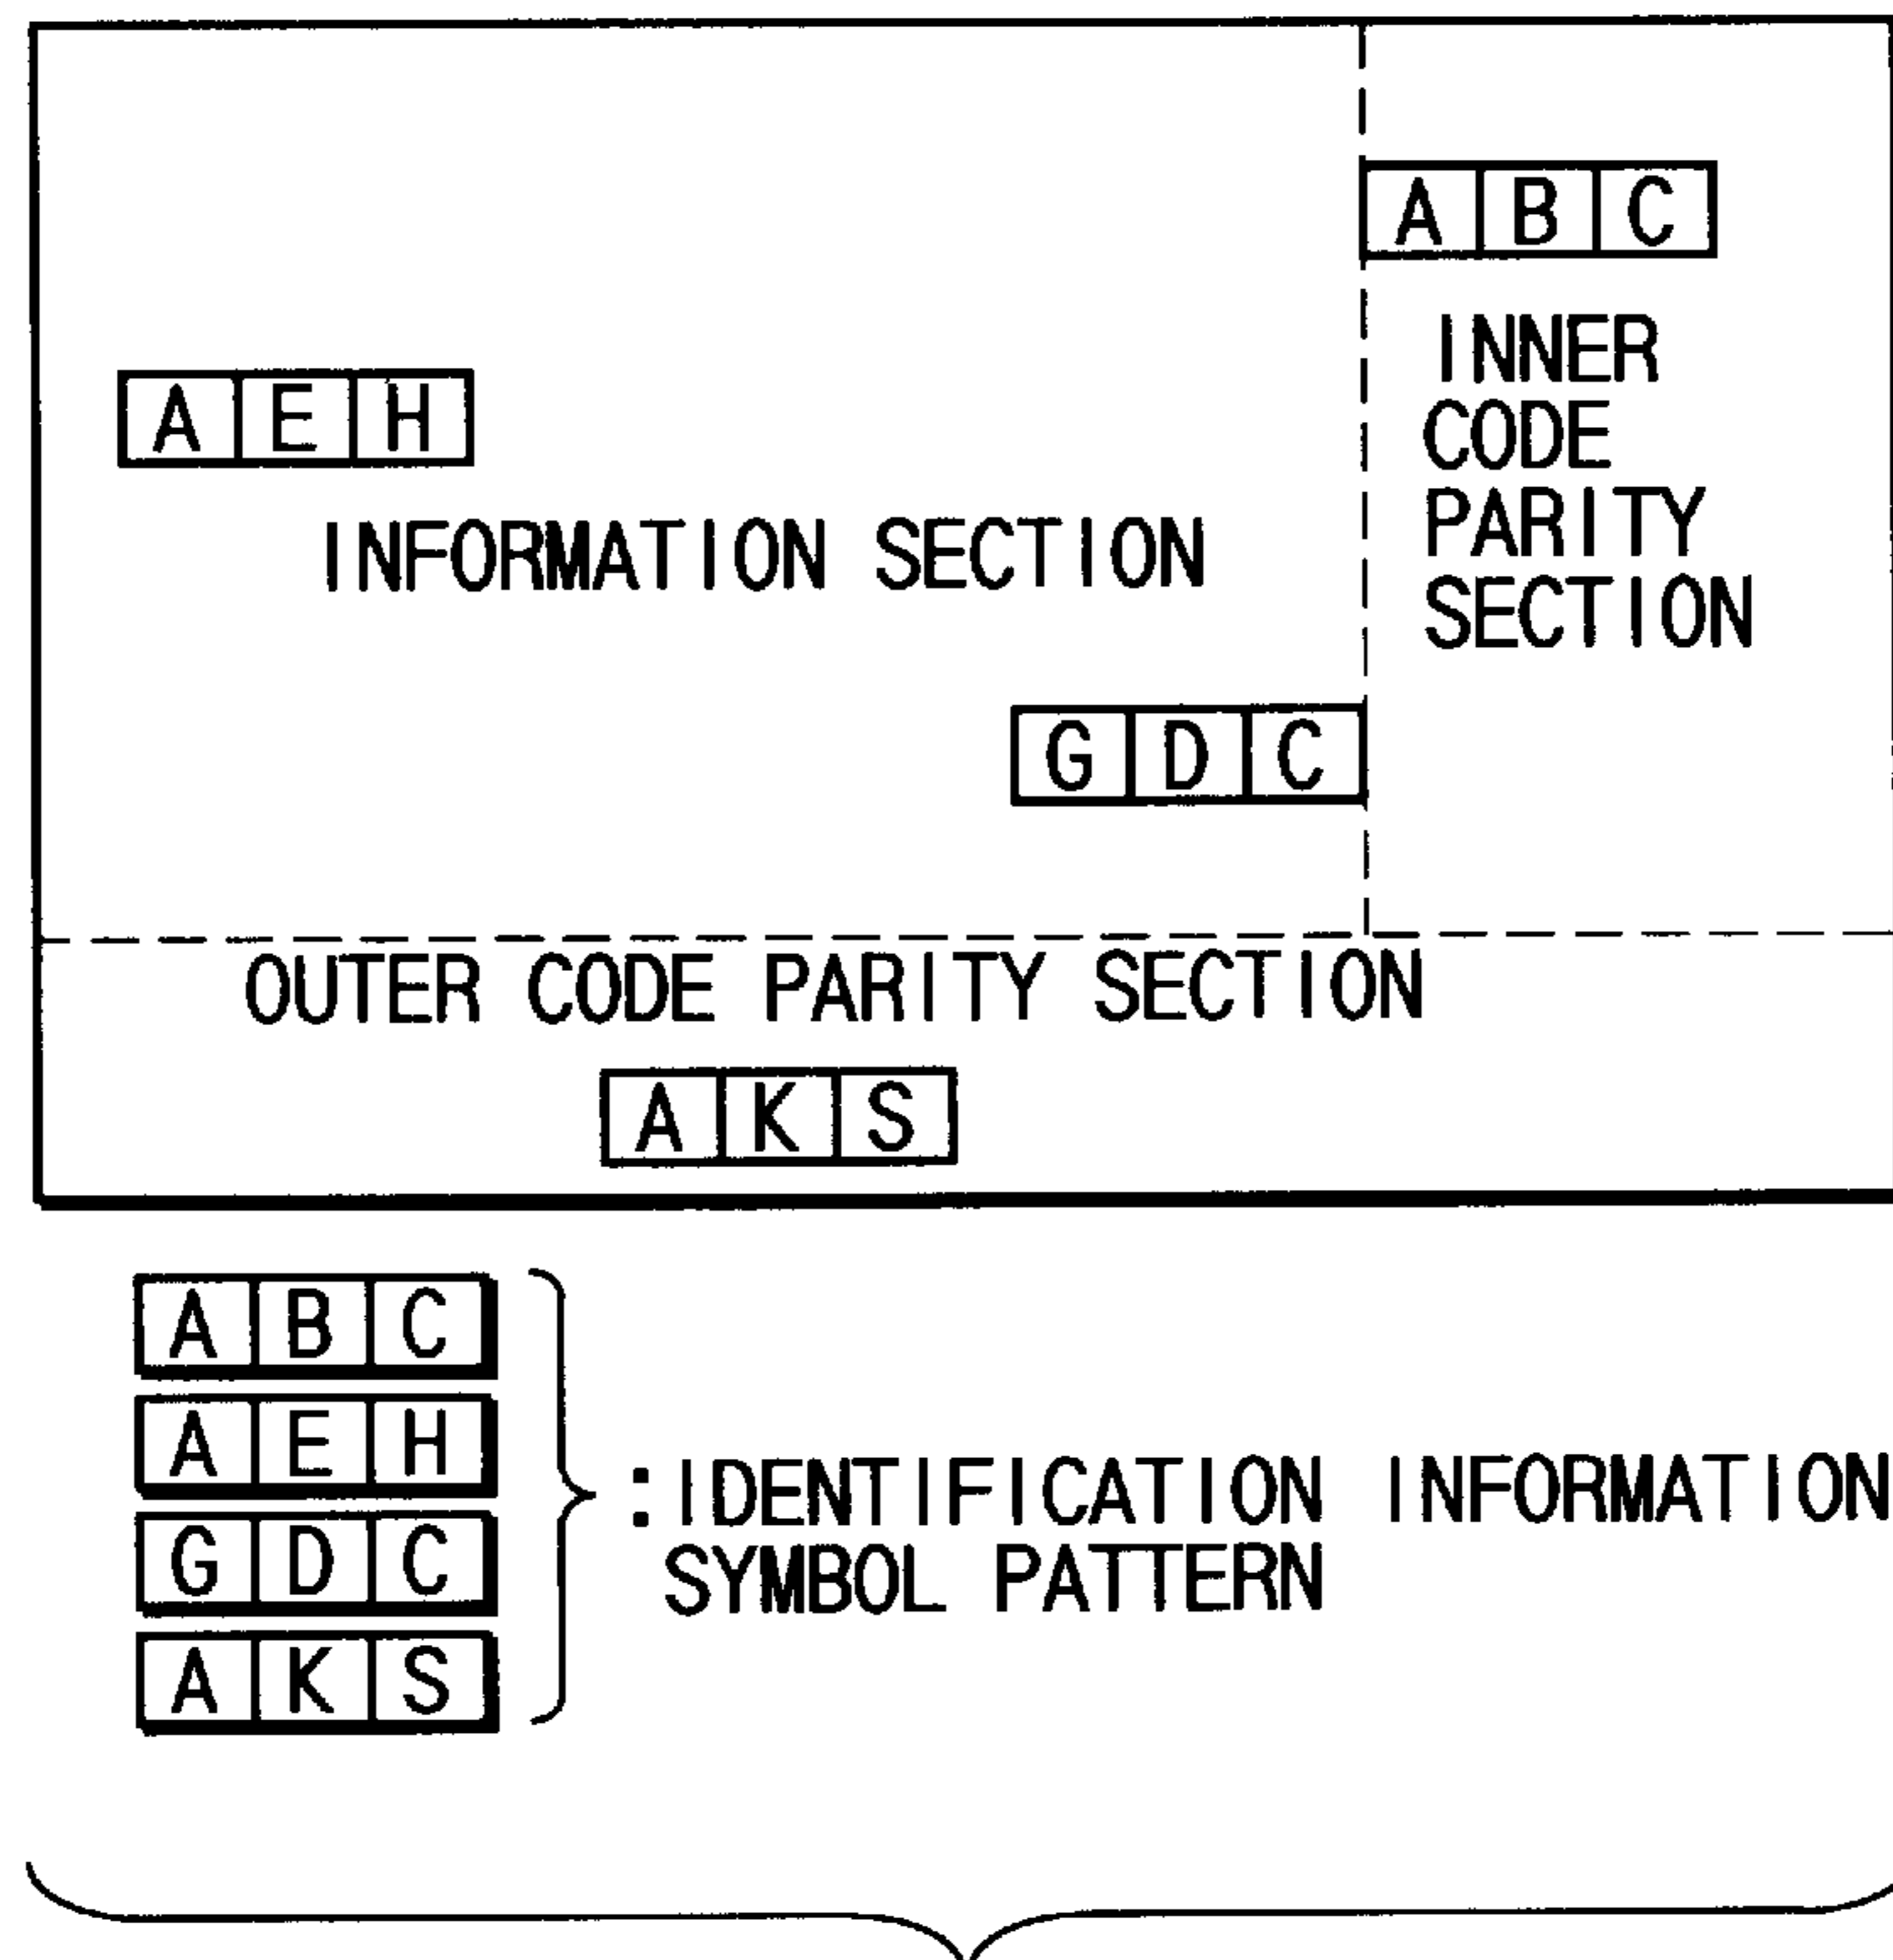 A B C
INNER
CODE
PARITY
SECTION
A E H
INFORMATION SECTION
G D C
OUTER CODE PARITY SECTION
A K S
A B C
A E H
G D C
A K S
:IDENTIFICATION INFORMATION
SYMBOL PATTERN